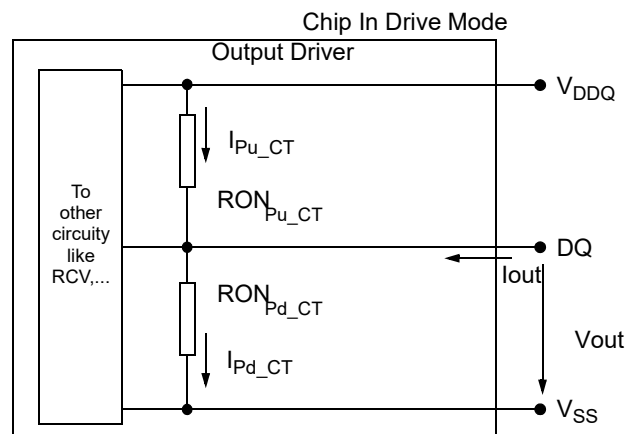 Chip In Drive Mode
Output Driver
VDDQ
IPu_CT
RONPu_CT
To
other
circuity
like
RCV,...
DQ
Iout
RONPd_CT
Vout
IPd_CT
VSS